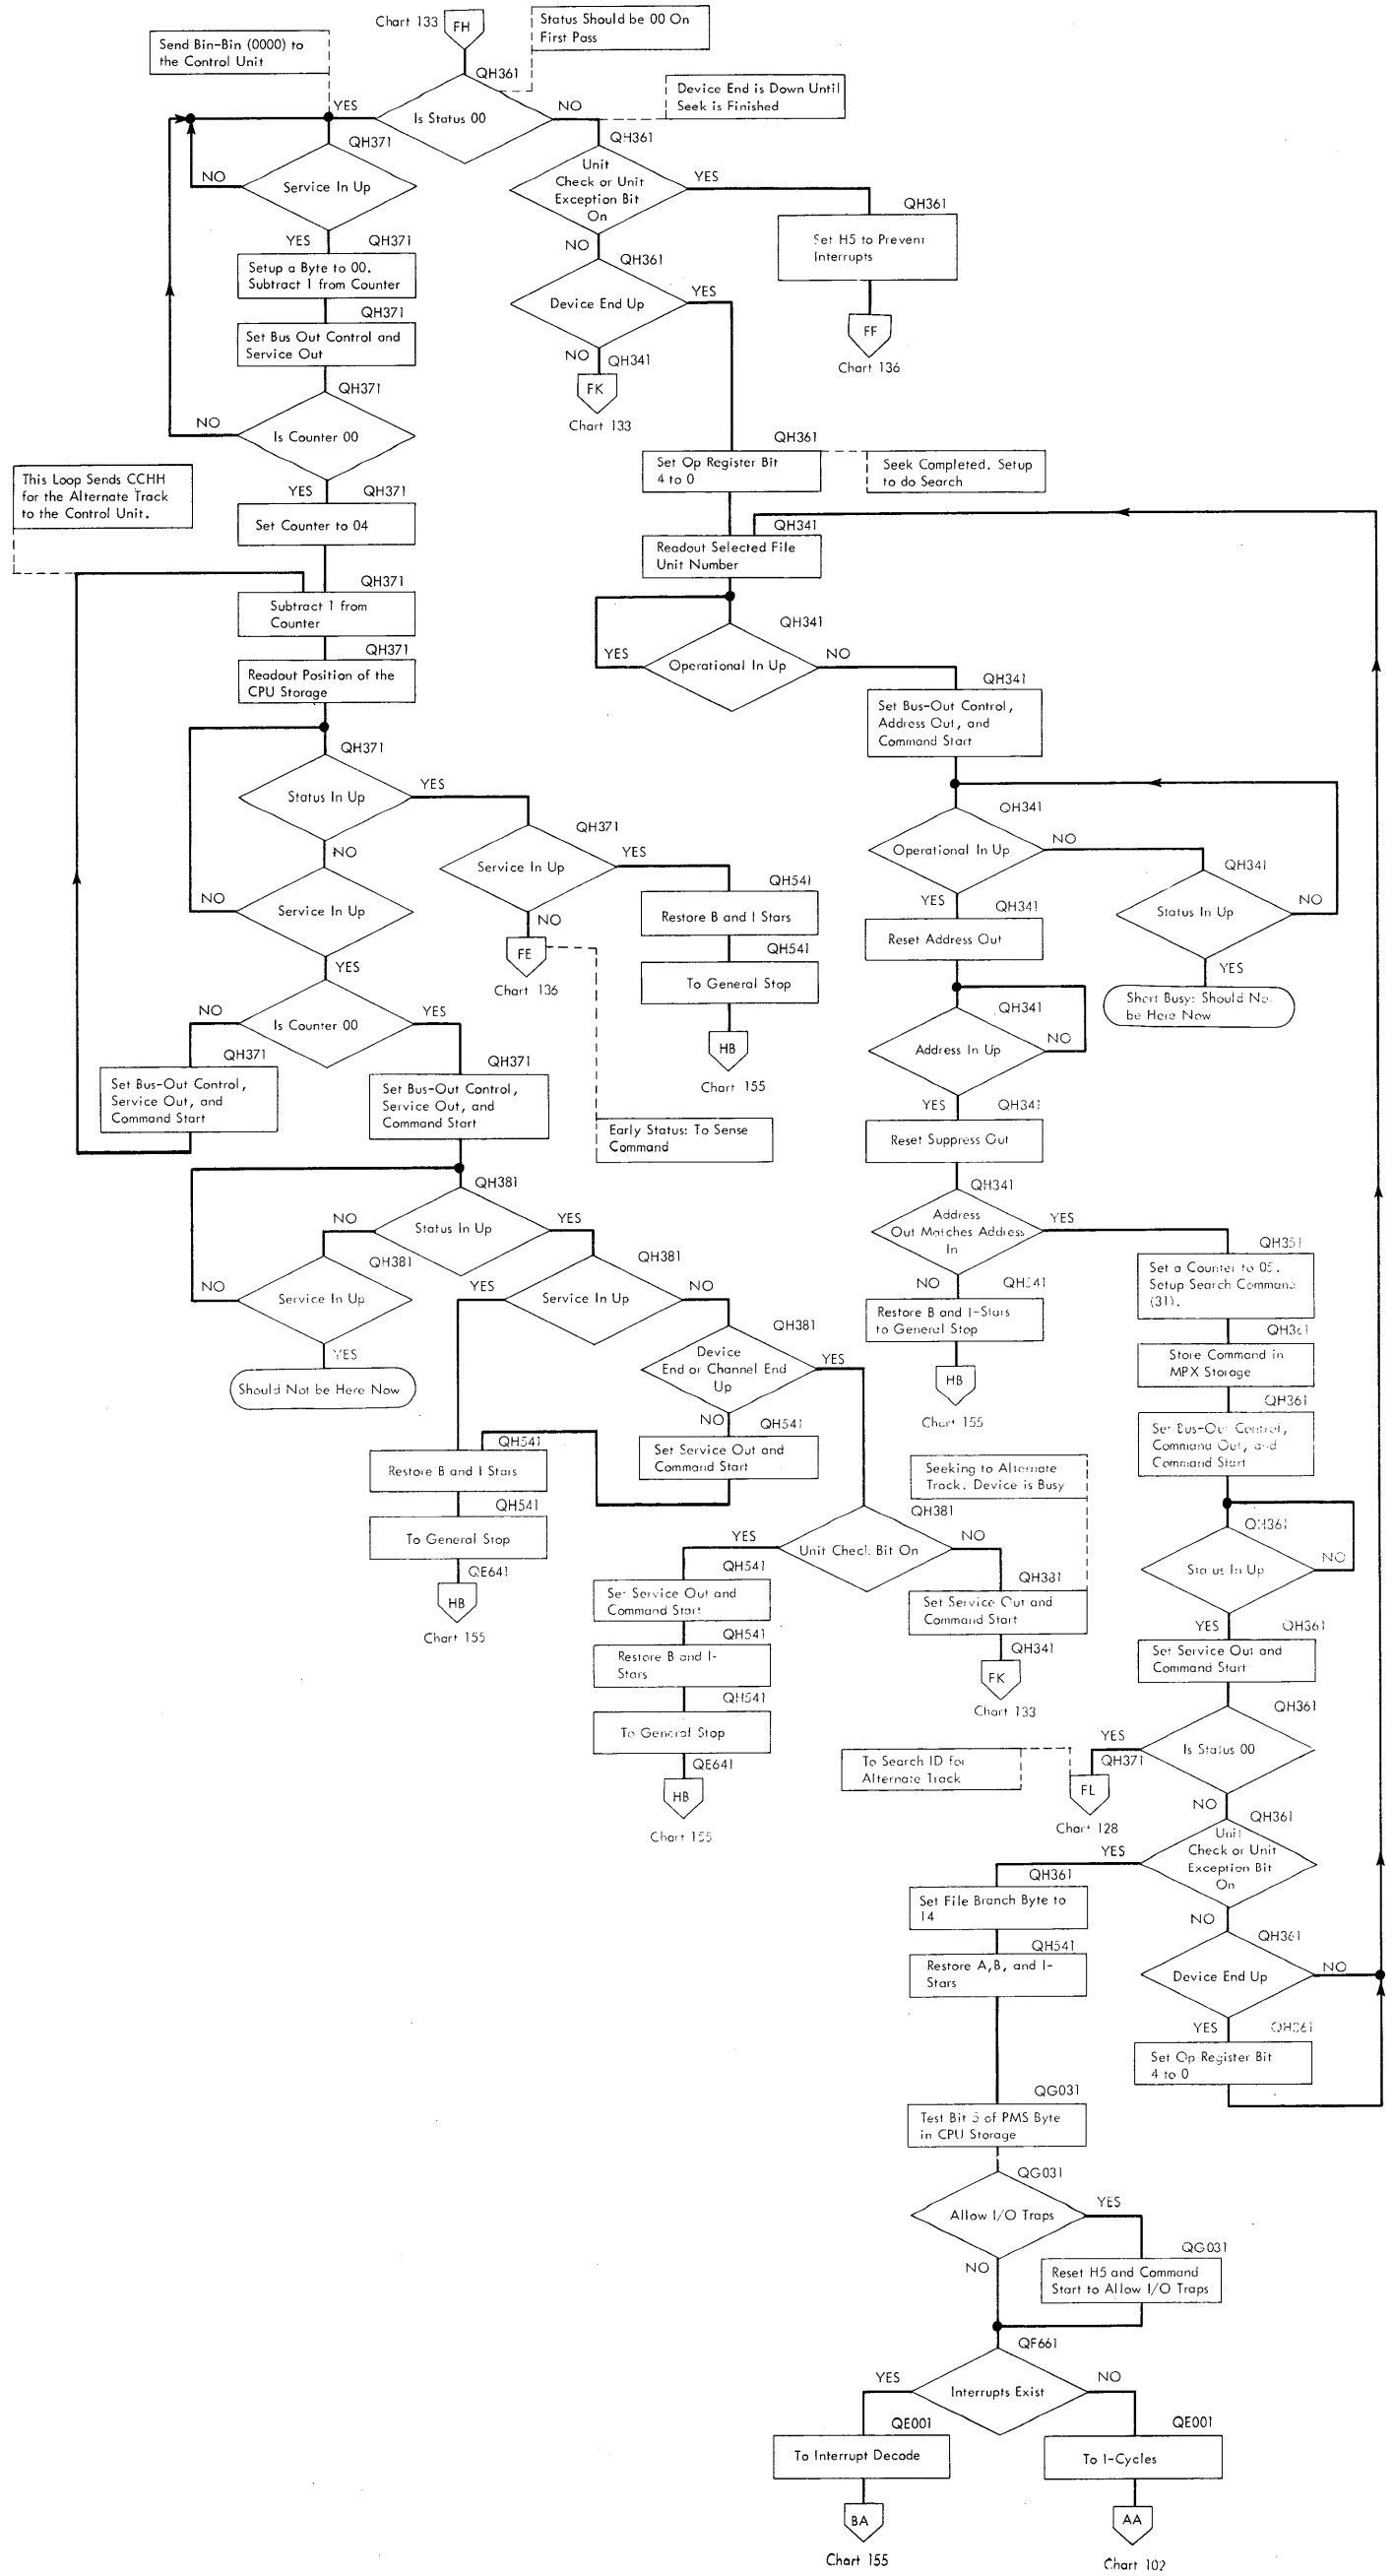 Chart 133
FH
Status Should be 00 On
First Pass
Send Bin-Bin (0000) to
the Control Unit
QH361
Is Status 00
YES
NO
Device End is Down Until
Seek is Finished
QH371
Service In Up
NO
YES
QH361
Unit
Check or Unit
Exception Bit
On
YES
NO
QH361
Set H5 to Prevent
Interrupts
FF
Chart 136
QH371
Setup a Byte to 00.
Subtract 1 from Counter
QH361
Device End Up
YES
NO
QH341
FK
Chart 133
QH371
Set Bus Out Control and
Service Out
QH371
Is Counter 00
NO
YES
QH361
Set Op Register Bit
4 to 0
Seek Completed. Setup
to do Search
This Loop Sends CCHH
for the Alternate Track
to the Control Unit.
QH371
Set Counter to 04
QH341
Readout Selected File
Unit Number
QH371
Subtract 1 from
Counter
QH341
Operational In Up
YES
NO
QH371
Readout Position of the
CPU Storage
QH341
Set Bus-Out Control,
Address Out, and
Command Start
QH371
Status In Up
YES
NO
QH341
Operational In Up
NO
YES
QH371
Service In Up
YES
NO
QH341
Status In Up
NO
YES
Service In Up
NO
YES
QH541
Restore B and I Stars
QH341
Reset Address Out
FE
Chart 136
QH541
To General Stop
HB
Chart 155
Short Busy: Should No
be Here Now
Is Counter 00
NO
YES
QH341
Address In Up
NO
YES
QH371
Set Bus-Out Control,
Service Out, and
Command Start
QH371
Set Bus-Out Control,
Service Out, and
Command Start
Early Status: To Sense
Command
QH341
Reset Suppress Out
QH381
Status In Up
NO
YES
QH341
Address
Out Matches Address
In
YES
NO
QH381
Service In Up
NO
YES
Should Not be Here Now
QH381
Service In Up
YES
NO
QH351
Set a Counter to 05.
Setup Search Command
(31).
QH541
Restore B and I-Stars
to General Stop
HB
Chart 155
QH381
Device
End or Channel End
Up
YES
NO
QH361
Store Command in
MPX Storage
QH361
Set Bus-Out Control,
Command Out, and
Command Start
QH541
Set Service Out and
Command Start
QH541
Restore B and I Stars
QH541
To General Stop
QE641
HB
Chart 155
Seeking to Alternate
Track. Device is Busy
QH381
Unit Check Bit On
YES
NO
QH361
Status In Up
NO
YES
QH541
Set Service Out and
Command Start
QH381
Set Service Out and
Command Start
QH341
FK
Chart 133
QH541
Restore B and I-
Stars
QH541
To General Stop
QE641
HB
Chart 155
QH361
Set Service Out and
Command Start
QH361
Is Status 00
YES
QH371
NO
To Search ID for
Alternate Track
FL
Chart 128
QH361
Unit
Check or Unit
Exception Bit
On
YES
NO
QH361
Set File Branch Byte to
14
QH541
Restore A,B, and I-
Stars
QH361
Device End Up
NO
YES
QH361
Set Op Register Bit
4 to 0
QG031
Test Bit 5 of PMS Byte
in CPU Storage
QG031
Allow I/O Traps
YES
NO
QG031
Reset H5 and Command
Start to Allow I/O Traps
QF661
Interrupts Exist
YES
NO
QE001
To Interrupt Decode
QE001
To I-Cycles
BA
Chart 155
AA
Chart 102